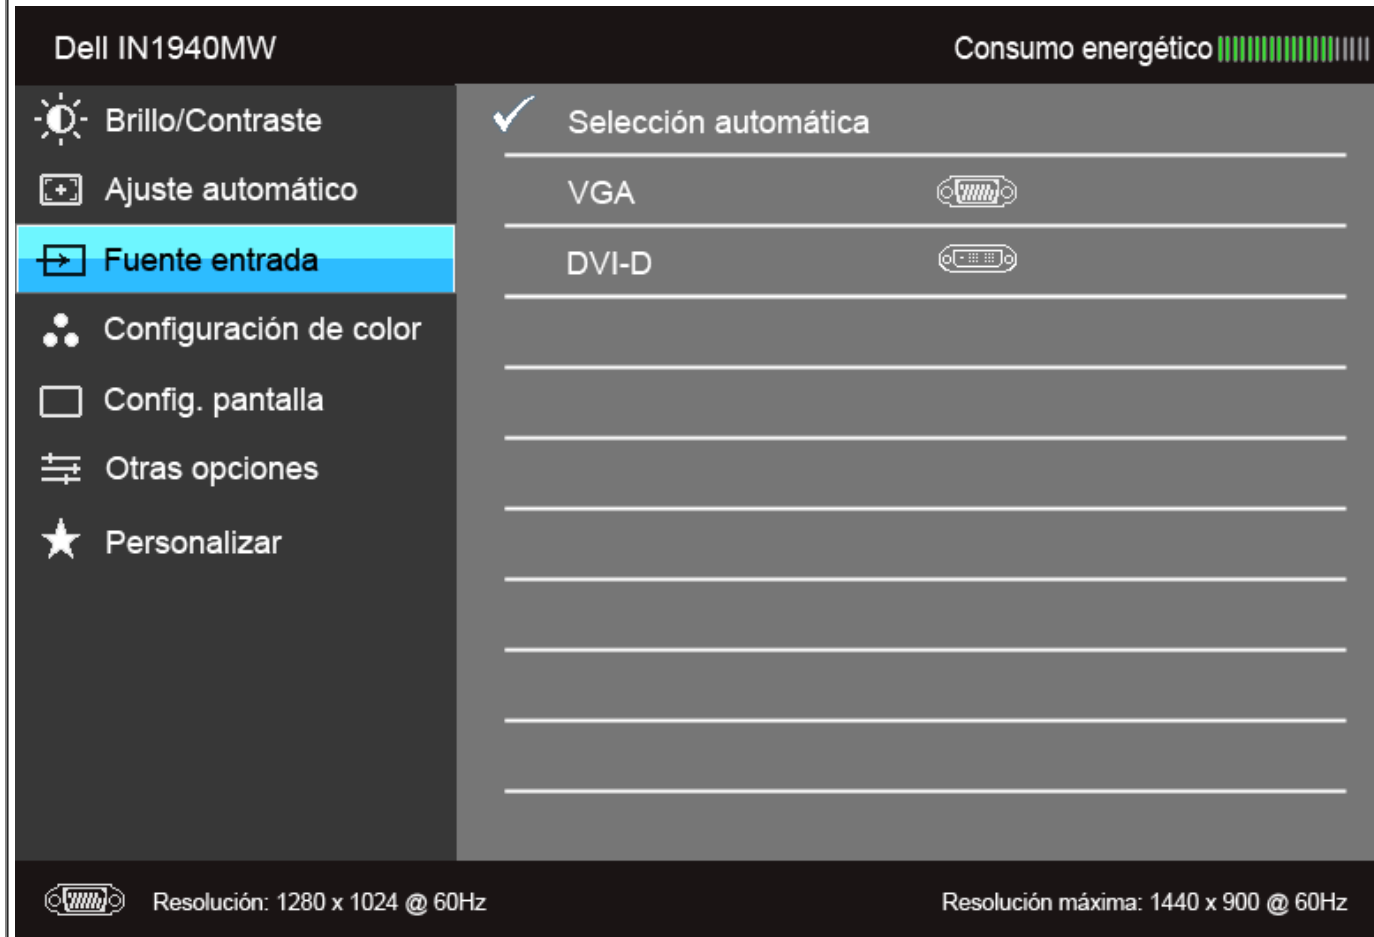 Dell IN1940MW
Consumo energético
Brillo/Contraste
Ajuste automático
Fuente entrada
Configuración de color
Config. pantalla
Otras opciones
Personalizar
Selección automática
VGA
DVI-D
Resolución: 1280 x 1024 @ 60Hz
Resolución máxima: 1440 x 900 @ 60Hz